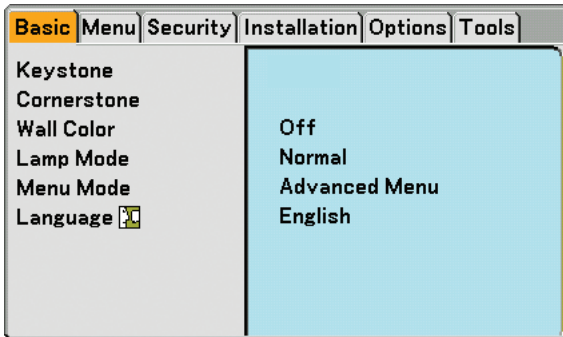 Basic Menu Security Installation Options Tools
Keystone
Cornerstone
Wall Color Off
Lamp Mode Normal
Menu Mode Advanced Menu
Language English